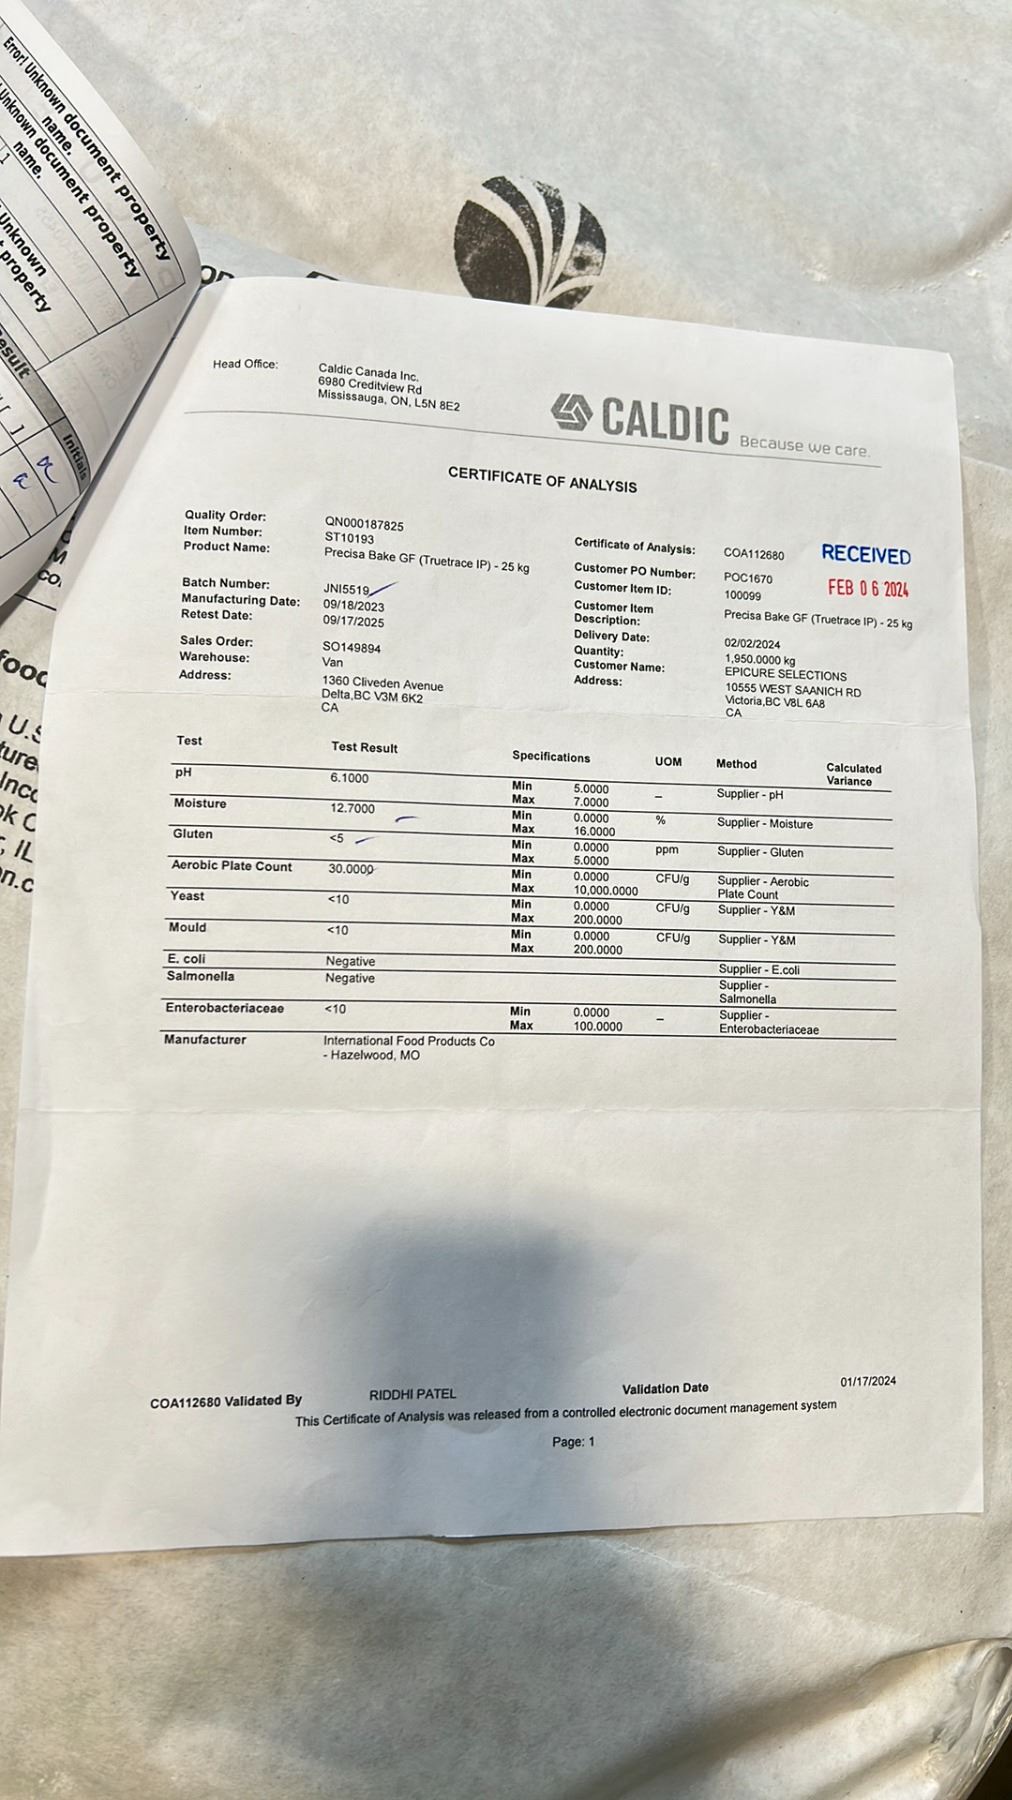 Error! Unknown document property
name.
Unknown document property
name.
1
Unknown
property
Result
Initials
[ ]
a
Head Office:
Caldic Canada Inc.
6980 Creditview Rd
Mississauga, ON, L5N 8E2
CALDIC Because we care.
CERTIFICATE OF ANALYSIS
Quality Order: QN000187825
Item Number: ST10193
Product Name: Precisa Bake GF (Truetrace IP) - 25 kg
Batch Number: JNI5519
Manufacturing Date: 09/18/2023
Retest Date: 09/17/2025
Sales Order: SO149894
Warehouse: Van
Address: 1360 Cliveden Avenue
Delta,BC V3M 6K2
CA
Certificate of Analysis: COA112680
RECEIVED
FEB 06 2024
Customer PO Number: POC1670
Customer Item ID: 100099
Customer Item
Description: Precisa Bake GF (Truetrace IP) - 25 kg
Delivery Date: 02/02/2024
Quantity: 1,950.0000 kg
Customer Name: EPICURE SELECTIONS
Address: 10555 WEST SAANICH RD
Victoria,BC V8L 6A8
CA
Test Test Result Specifications UOM Method Calculated
Variance
pH 6.1000 Min 5.0000 – Supplier - pH
Max 7.0000
Moisture 12.7000 Min 0.0000 % Supplier - Moisture
Max 16.0000
Gluten <5 Min 0.0000 ppm Supplier - Gluten
Max 5.0000
Aerobic Plate Count 30.0000 Min 0.0000 CFU/g Supplier - Aerobic
Max 10,000.0000 Plate Count
Yeast <10 Min 0.0000 CFU/g Supplier - Y&M
Max 200.0000
Mould <10 Min 0.0000 CFU/g Supplier - Y&M
Max 200.0000
E. coli Negative Supplier - E.coli
Salmonella Negative Supplier -
Salmonella
Enterobacteriaceae <10 Min 0.0000 – Supplier -
Max 100.0000 Enterobacteriaceae
Manufacturer International Food Products Co
- Hazelwood, MO
COA112680 Validated By RIDDHI PATEL Validation Date 01/17/2024
This Certificate of Analysis was released from a controlled electronic document management system
Page: 1